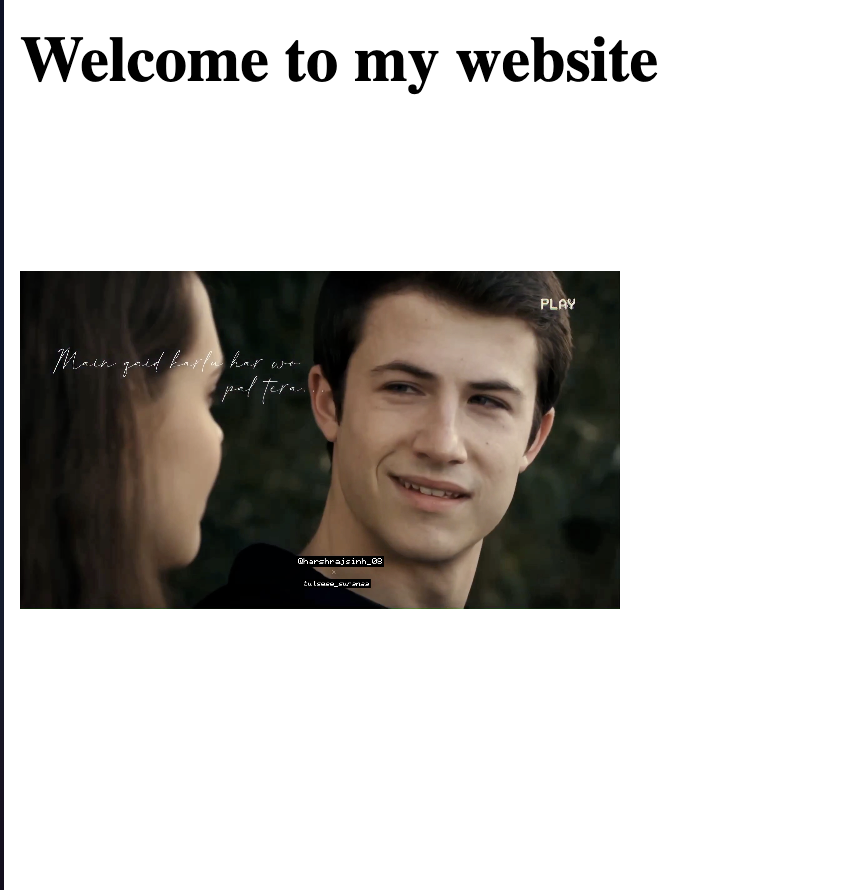 Welcome to my website
PLAY
Main qaid karlu har wo
pal tera...
@harshrajsinh_03